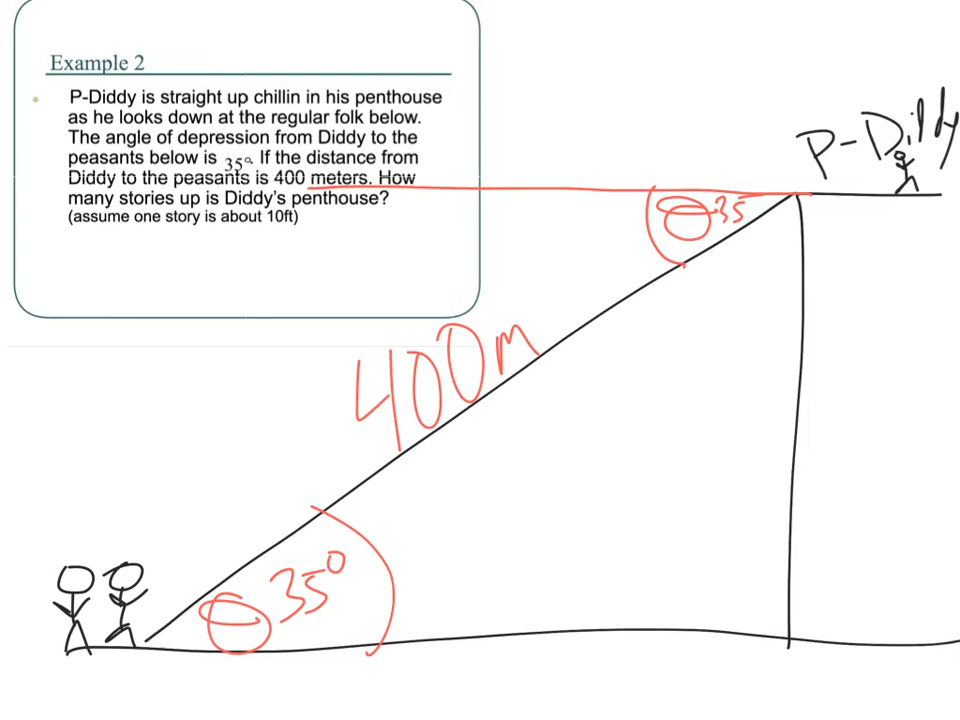 Example 2
P-Diddy is straight up chillin in his penthouse
as he looks down at the regular folk below.
The angle of depression from Diddy to the
peasants below is 35°. If the distance from
Diddy to the peasants is 400 meters. How
many stories up is Diddy's penthouse?
(assume one story is about 10ft)
P-Diddy
θ 35
400m
θ 35°